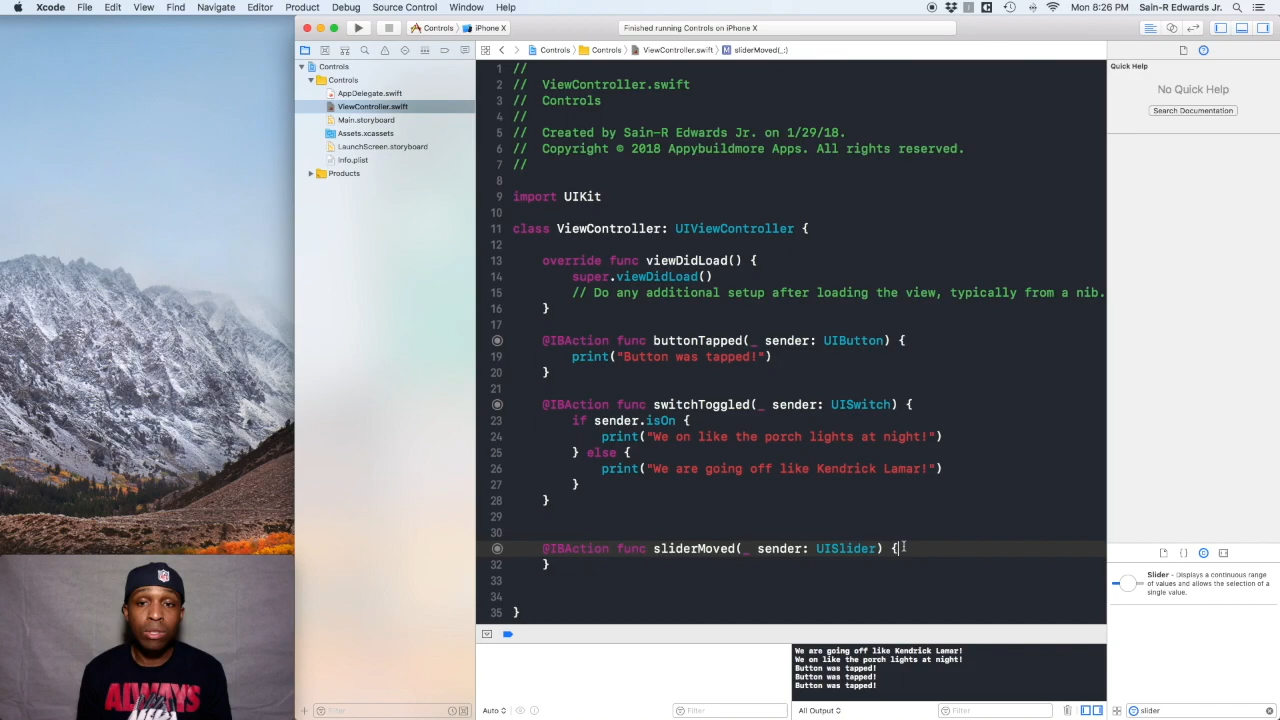 Xcode File Edit View Find Navigate Editor Product Debug Source Control Window Help
Mon 8:26 PM Sain-R Edwards Jr.
Controls iPhone X
Finished running Controls on iPhone X
Controls Controls ViewController.swift M sliderMoved(_:)
Controls
Controls
AppDelegate.swift
ViewController.swift
Main.storyboard
Assets.xcassets
LaunchScreen.storyboard
Info.plist
Products
1 //
2 // ViewController.swift
3 // Controls
4 //
5 // Created by Sain-R Edwards Jr. on 1/29/18.
6 // Copyright © 2018 Appybuildmore Apps. All rights reserved.
7 //
8
9 import UIKit
10
11 class ViewController: UIViewController {
12
13 override func viewDidLoad() {
14 super.viewDidLoad()
15 // Do any additional setup after loading the view, typically from a nib.
16 }
17
@IBAction func buttonTapped(_ sender: UIButton) {
19 print("Button was tapped!")
20 }
21
@IBAction func switchToggled(_ sender: UISwitch) {
23 if sender.isOn {
24 print("We on like the porch lights at night!")
25 } else {
26 print("We are going off like Kendrick Lamar!")
27 }
28 }
29
30
@IBAction func sliderMoved(_ sender: UISlider) {
32 }
33
34
35 }
Quick Help
No Quick Help
Search Documentation
Slider - Displays a continuous range
of values and allows the selection of a
single value.
We are going off like Kendrick Lamar!
We on like the porch lights at night!
Button was tapped!
Button was tapped!
Button was tapped!
Filter
Auto
Filter
All Output
Filter
slider
ALWAYS